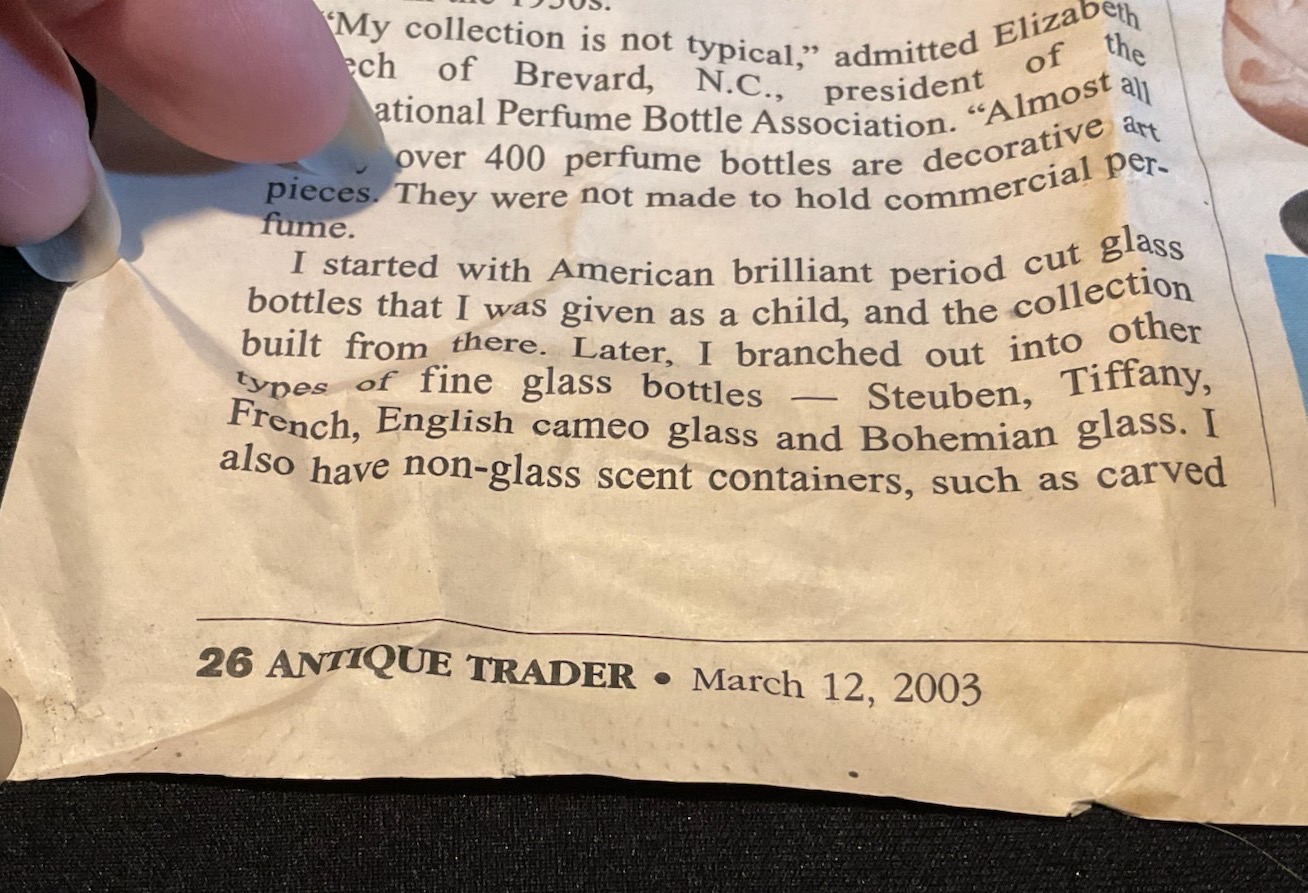 1950s.
“My collection is not typical,” admitted Elizabeth
ech of Brevard, N.C., president of the
ational Perfume Bottle Association. “Almost all
over 400 perfume bottles are decorative art
pieces. They were not made to hold commercial per-
fume.
I started with American brilliant period cut glass
bottles that I was given as a child, and the collection
built from there. Later, I branched out into other
types of fine glass bottles — Steuben, Tiffany,
French, English cameo glass and Bohemian glass. I
also have non-glass scent containers, such as carved
26 ANTIQUE TRADER • March 12, 2003